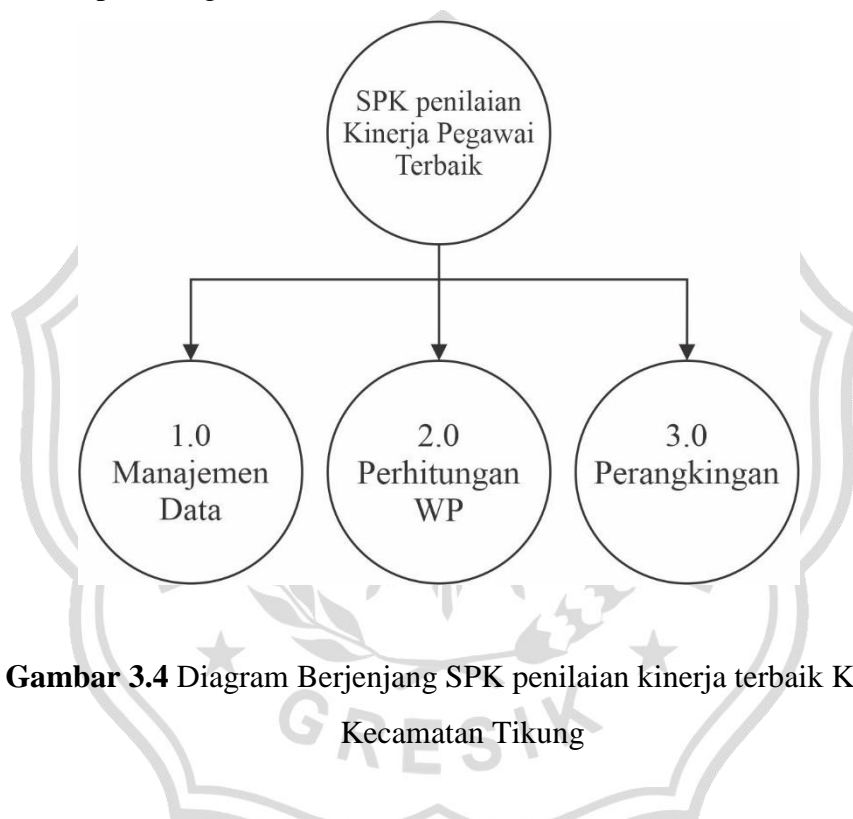 SPK penilaian
Kinerja Pegawai
Terbaik
1.0
Manajemen
Data
2.0
Perhitungan
WP
3.0
Perangkingan
Gambar 3.4 Diagram Berjenjang SPK penilaian kinerja terbaik K
Kecamatan Tikung
GRESIK